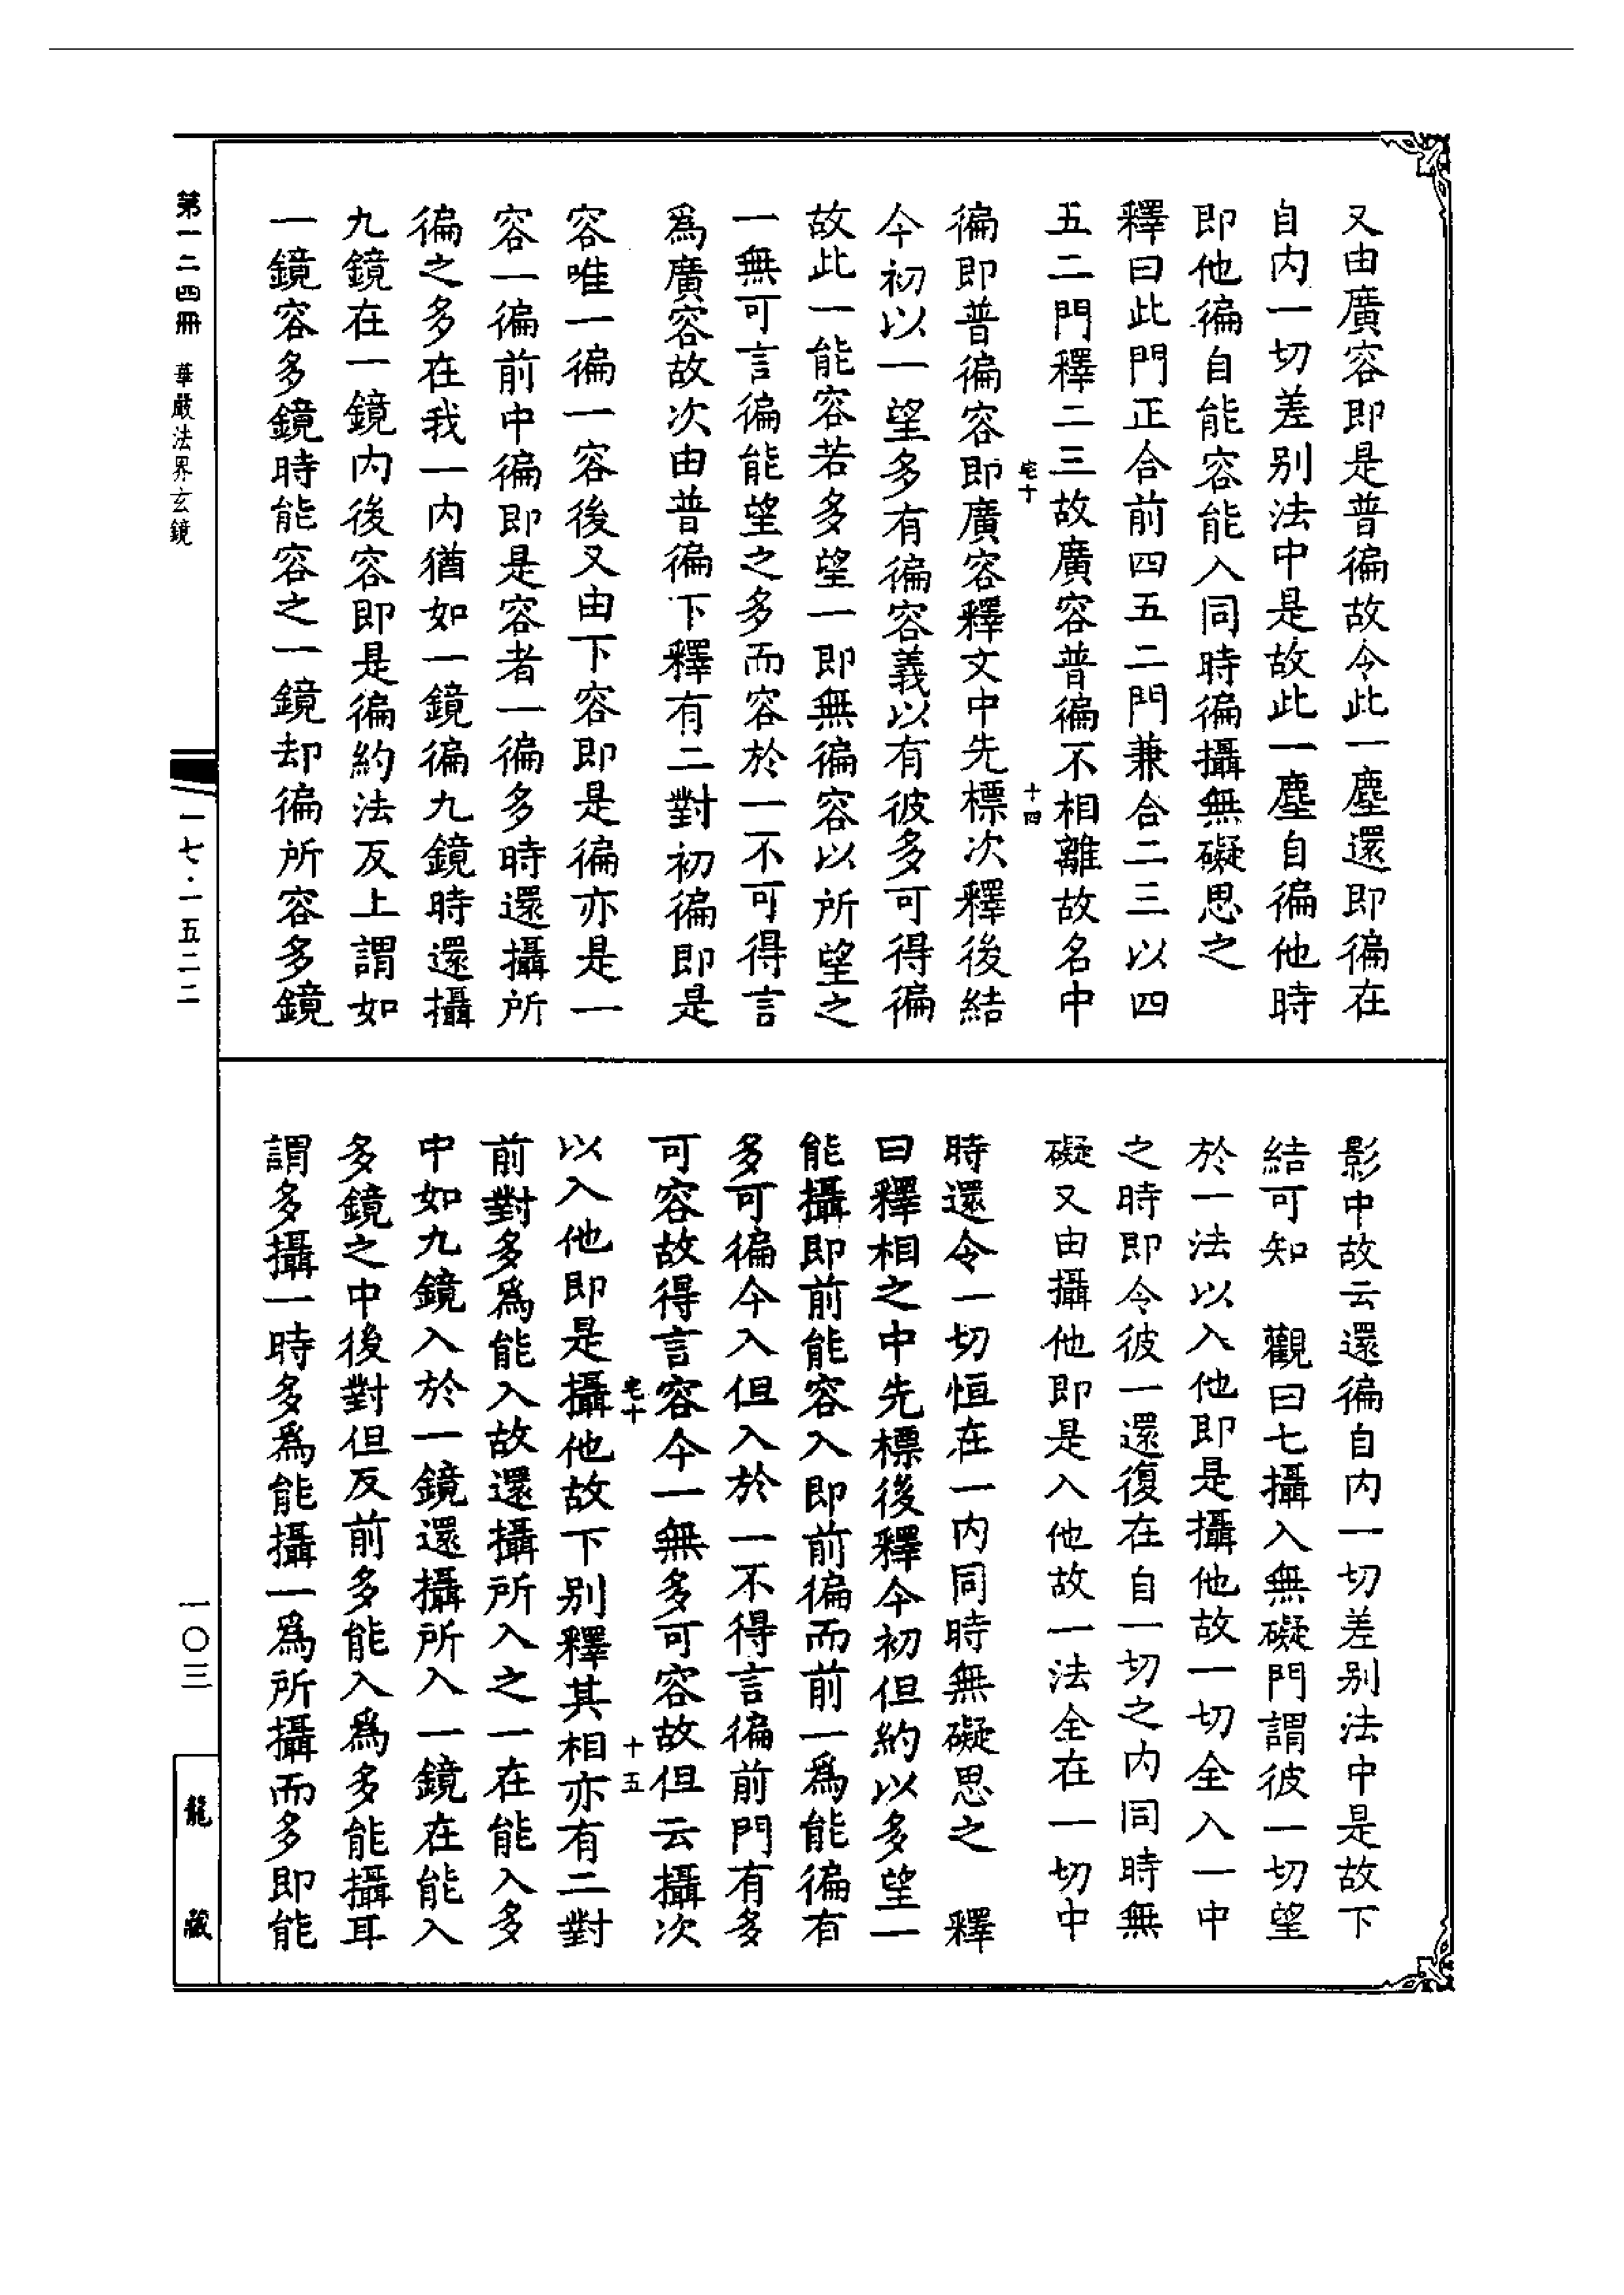 又由廣容即是普徧故令此一塵還即徧在
自内一切差别法中是故此一塵自徧他時
即他徧自能容能入同時徧攝無礙思之
釋曰此門正合前四五二門兼合二三以四
五二門釋二三故廣容普徧不相離故名中
宅十
十四
徧即普徧容即廣容釋文中先標次釋後結
今初以一望多有徧容義以有彼多可得徧
故此一能容若多望一即無徧容以所望之
一無可言徧能望之多而容於一不可得言
爲廣容故次由普徧下釋有二對初徧即是
容唯一徧一容後又由下容即是徧亦是一
容一徧前中徧即是容者一徧多時還攝所
徧之多在我一内猶如一鏡徧九鏡時還攝
九鏡在一鏡内後容即是徧約法反上謂如
一鏡容多鏡時能容之一鏡却徧所容多鏡
影中故云還徧自内一切差别法中是故下
結可知　觀曰七攝入無礙門謂彼一切望
於一法以入他即是攝他故一切全入一中
之時即令彼一還復在自一切之内同時無
礙又由攝他即是入他故一法全在一切中
時還令一切恒在一内同時無礙思之　釋
曰釋相之中先標後釋今初但約以多望一
能攝即前能容入即前徧而前一爲能徧有
多可徧今入但入於一不得言徧前門有多
可容故得言容今一無多可容故但云攝次
宅十
十五
以入他即是攝他故下别釋其相亦有二對
前對多爲能入故還攝所入之一在能入多
中如九鏡入於一鏡還攝所入一鏡在能入
多鏡之中後對但反前多能入爲多能攝耳
謂多攝一時多爲能攝一爲所攝而多即能
第一二四冊　華嚴法界玄鏡
一七·一五二二
一〇三
龍藏